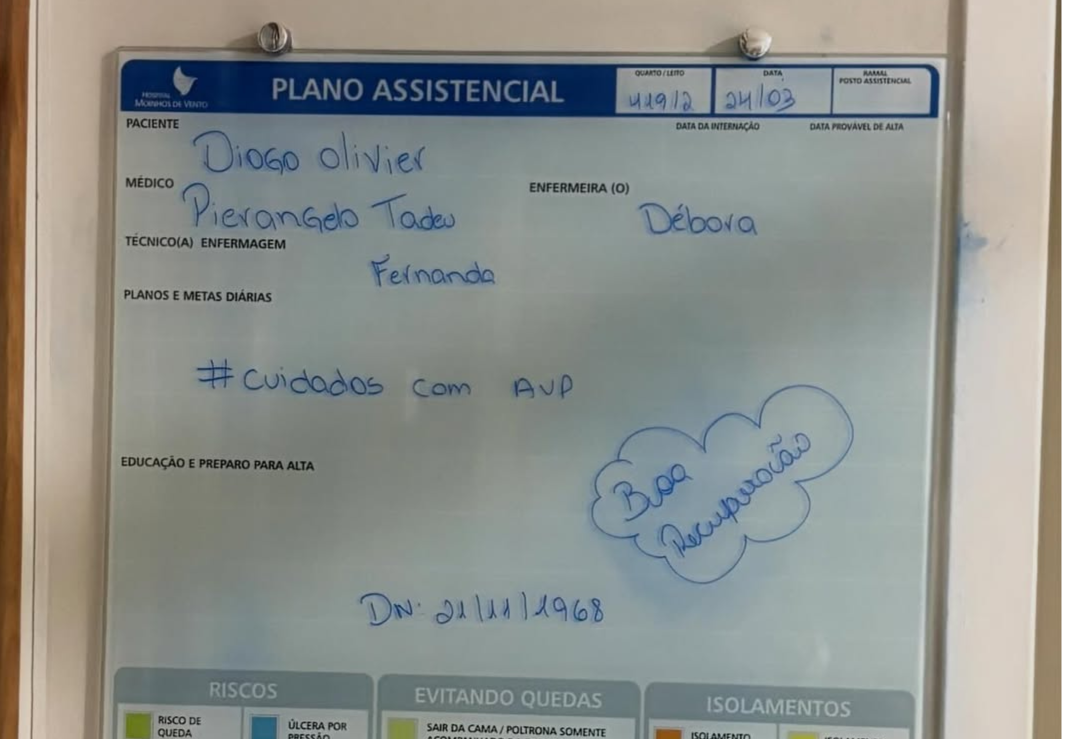 HOSPITAL
MOINHOS DE VENTO
PLANO ASSISTENCIAL
QUARTO / LEITO
419/2
DATA
24/03
RAMAL
POSTO ASSISTENCIAL
PACIENTE
DATA DA INTERNAÇÃO
DATA PROVÁVEL DE ALTA
Diogo Olivier
MÉDICO
Pierangelo Tadeu
ENFERMEIRA (O)
Débora
TÉCNICO(A) ENFERMAGEM
Fernanda
PLANOS E METAS DIÁRIAS
#cuidados com AVP
EDUCAÇÃO E PREPARO PARA ALTA
Boa
Recuperação
DN: 21/11/1968
RISCOS
RISCO DE
QUEDA
ÚLCERA POR
PRESSÃO
EVITANDO QUEDAS
SAIR DA CAMA / POLTRONA SOMENTE
ISOLAMENTOS
ISOLAMENTO